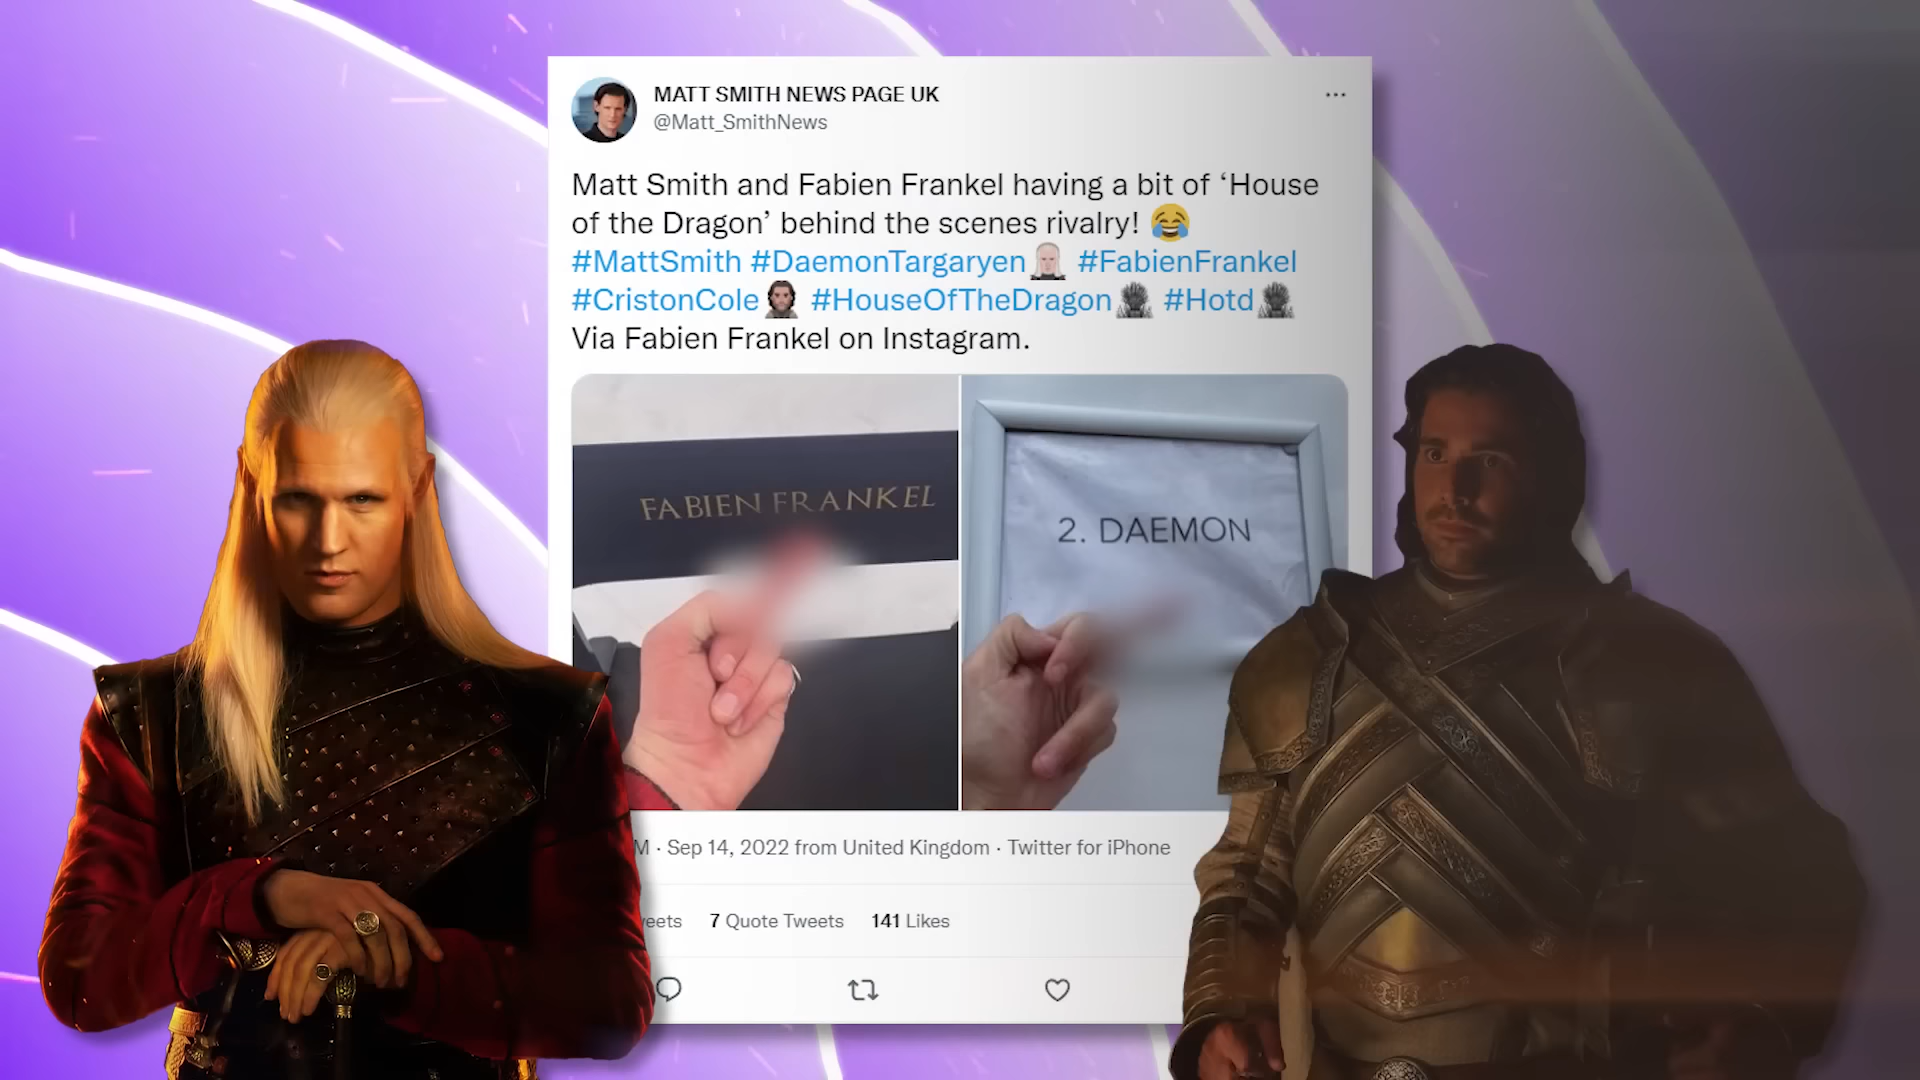 MATT SMITH NEWS PAGE UK
@Matt_SmithNews
Matt Smith and Fabien Frankel having a bit of ‘House
of the Dragon’ behind the scenes rivalry! 😂
#MattSmith #DaemonTargaryen #FabienFrankel
#CristonCole #HouseOfTheDragon #Hotd
Via Fabien Frankel on Instagram.
FABIEN FRANKEL
2. DAEMON
M · Sep 14, 2022 from United Kingdom · Twitter for iPhone
7 Quote Tweets 141 Likes